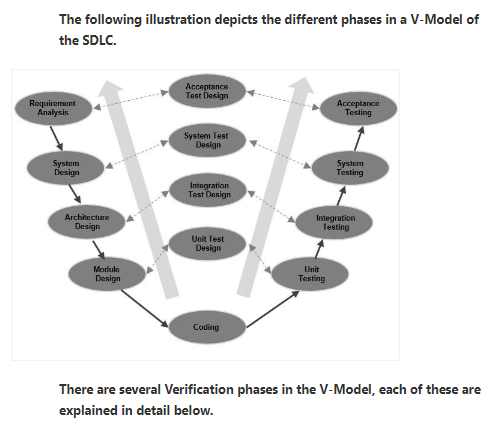 The following illustration depicts the different phases in a V-Model of
the SDLC.
Acceptance
Test Design
Requirement
Analysis
Acceptance
Testing
System Test
Design
System
Design
System
Testing
Integration
Test Design
Architecture
Design
Integration
Testing
Unit Test
Design
Module
Design
Unit
Testing
Coding
There are several Verification phases in the V-Model, each of these are
explained in detail below.